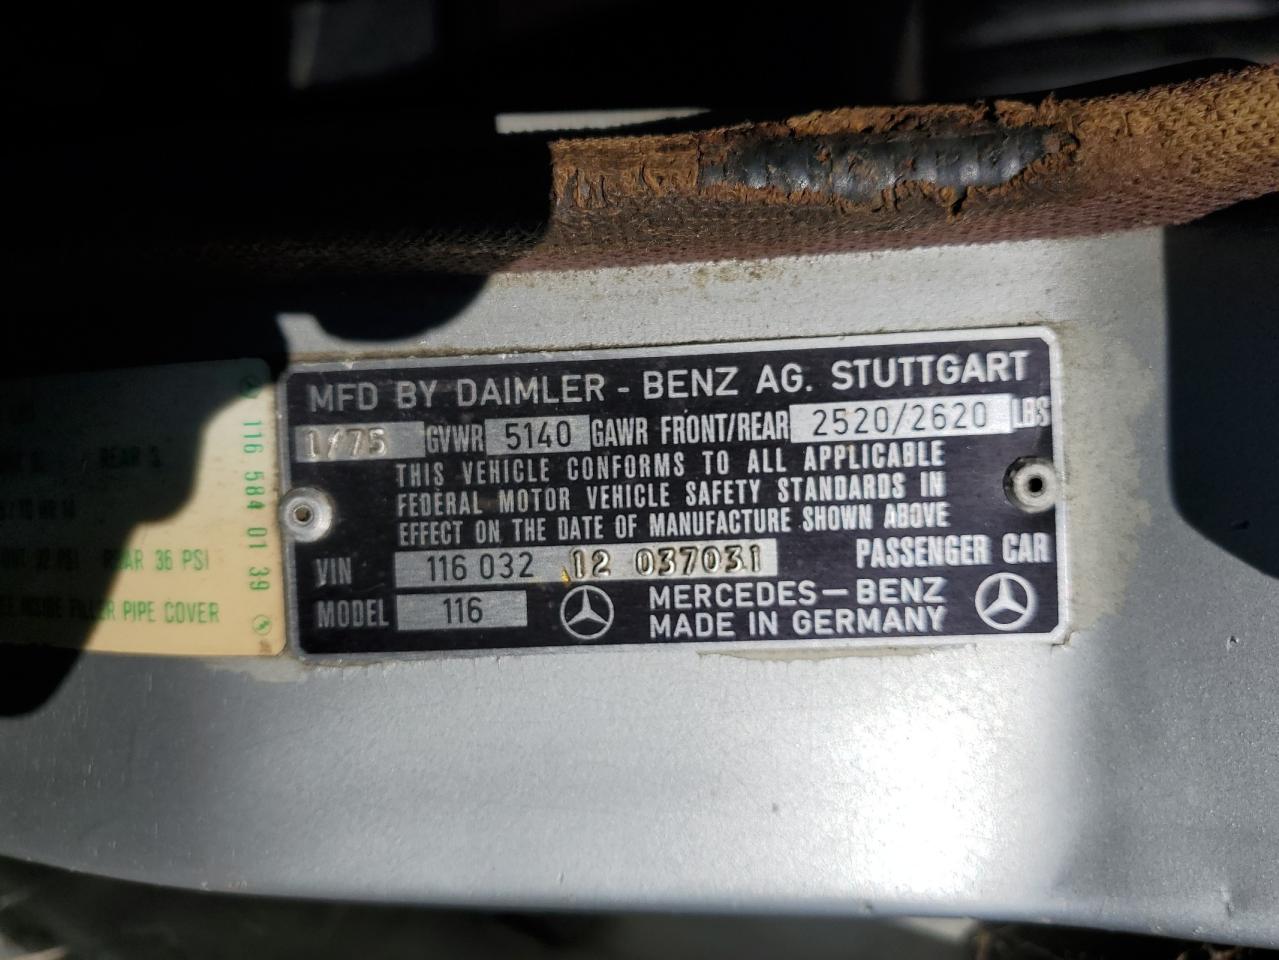 MFD BY DAIMLER - BENZ AG. STUTTGART
1/75 GVWR 5140 GAWR FRONT/REAR 2520/2620 LBS
THIS VEHICLE CONFORMS TO ALL APPLICABLE
FEDERAL MOTOR VEHICLE SAFETY STANDARDS IN
EFFECT ON THE DATE OF MANUFACTURE SHOWN ABOVE
VIN 116 032 12 037031 PASSENGER CAR
MODEL 116 MERCEDES-BENZ
MADE IN GERMANY
116 584 01 39
REAR 36 PSI
FILLER PIPE COVER